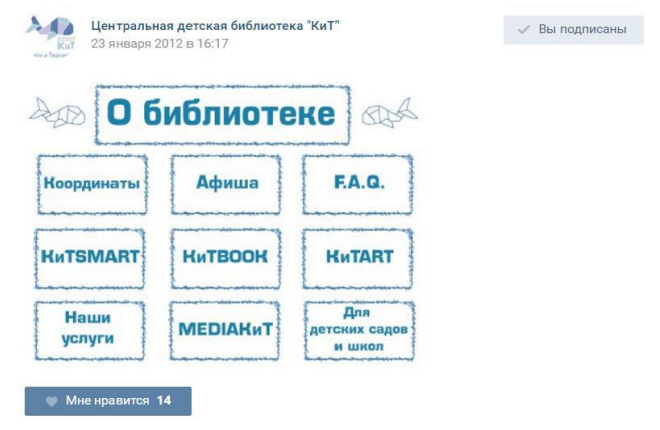 Центральная детская библиотека "КиТ"
23 января 2012 в 16:17
Вы подписаны
КиТ
О библиотеке
Координаты
Афиша
F.A.Q.
КиТSMART
КиТBOOK
КиТART
Наши
услуги
MEDIAКиТ
Для
детских садов
и школ
Мне нравится 14